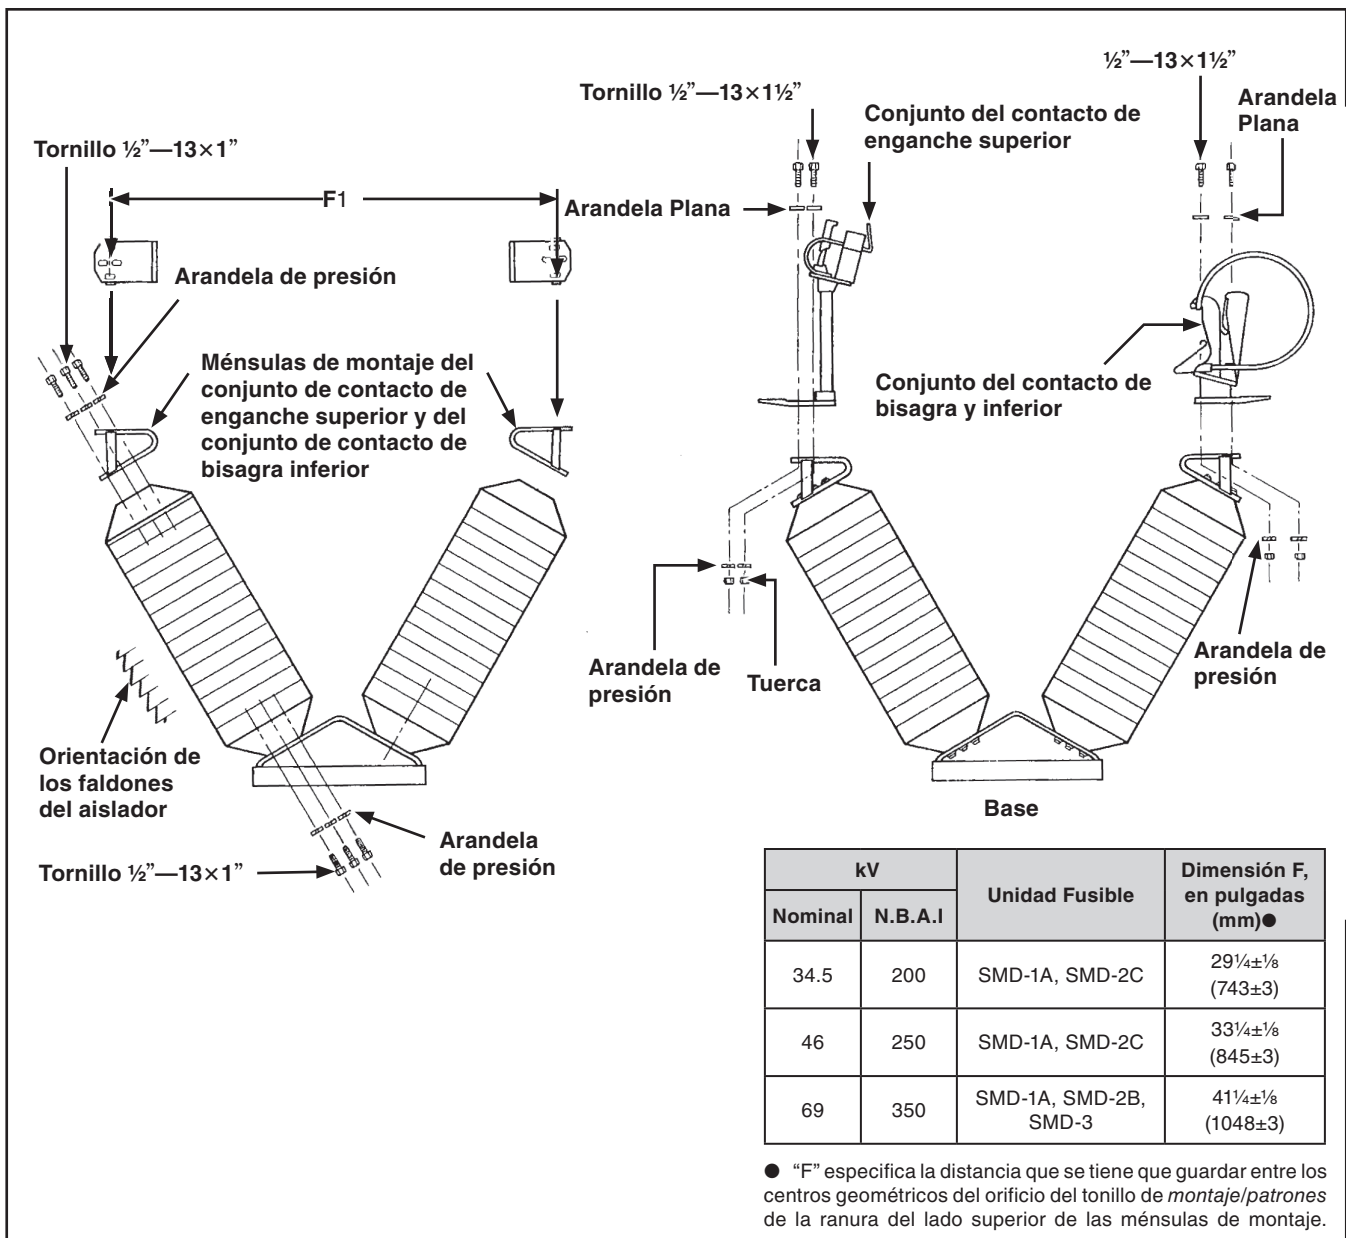 Tornillo ½”—13×1”
F1
Arandela de presión
Ménsulas de montaje del
conjunto de contacto de
enganche superior y del
conjunto de contacto de
bisagra inferior
Orientación de
los faldones
del aislador
Tornillo ½”—13×1”
Arandela
de presión
Tornillo ½”—13×1½”
Arandela Plana
Conjunto del contacto de
enganche superior
½”—13×1½”
Arandela
Plana
Conjunto del contacto de
bisagra y inferior
Arandela de
presión
Tuerca
Arandela de
presión
Base
kV
Unidad Fusible
Dimensión F,
en pulgadas
(mm)●
Nominal
N.B.A.I
34.5
200
SMD-1A, SMD-2C
29¼±⅛
(743±3)
46
250
SMD-1A, SMD-2C
33¼±⅛
(845±3)
69
350
SMD-1A, SMD-2B,
SMD-3
41¼±⅛
(1048±3)
● “F” especifica la distancia que se tiene que guardar entre los
centros geométricos del orificio del tonillo de montaje/patrones
de la ranura del lado superior de las ménsulas de montaje.